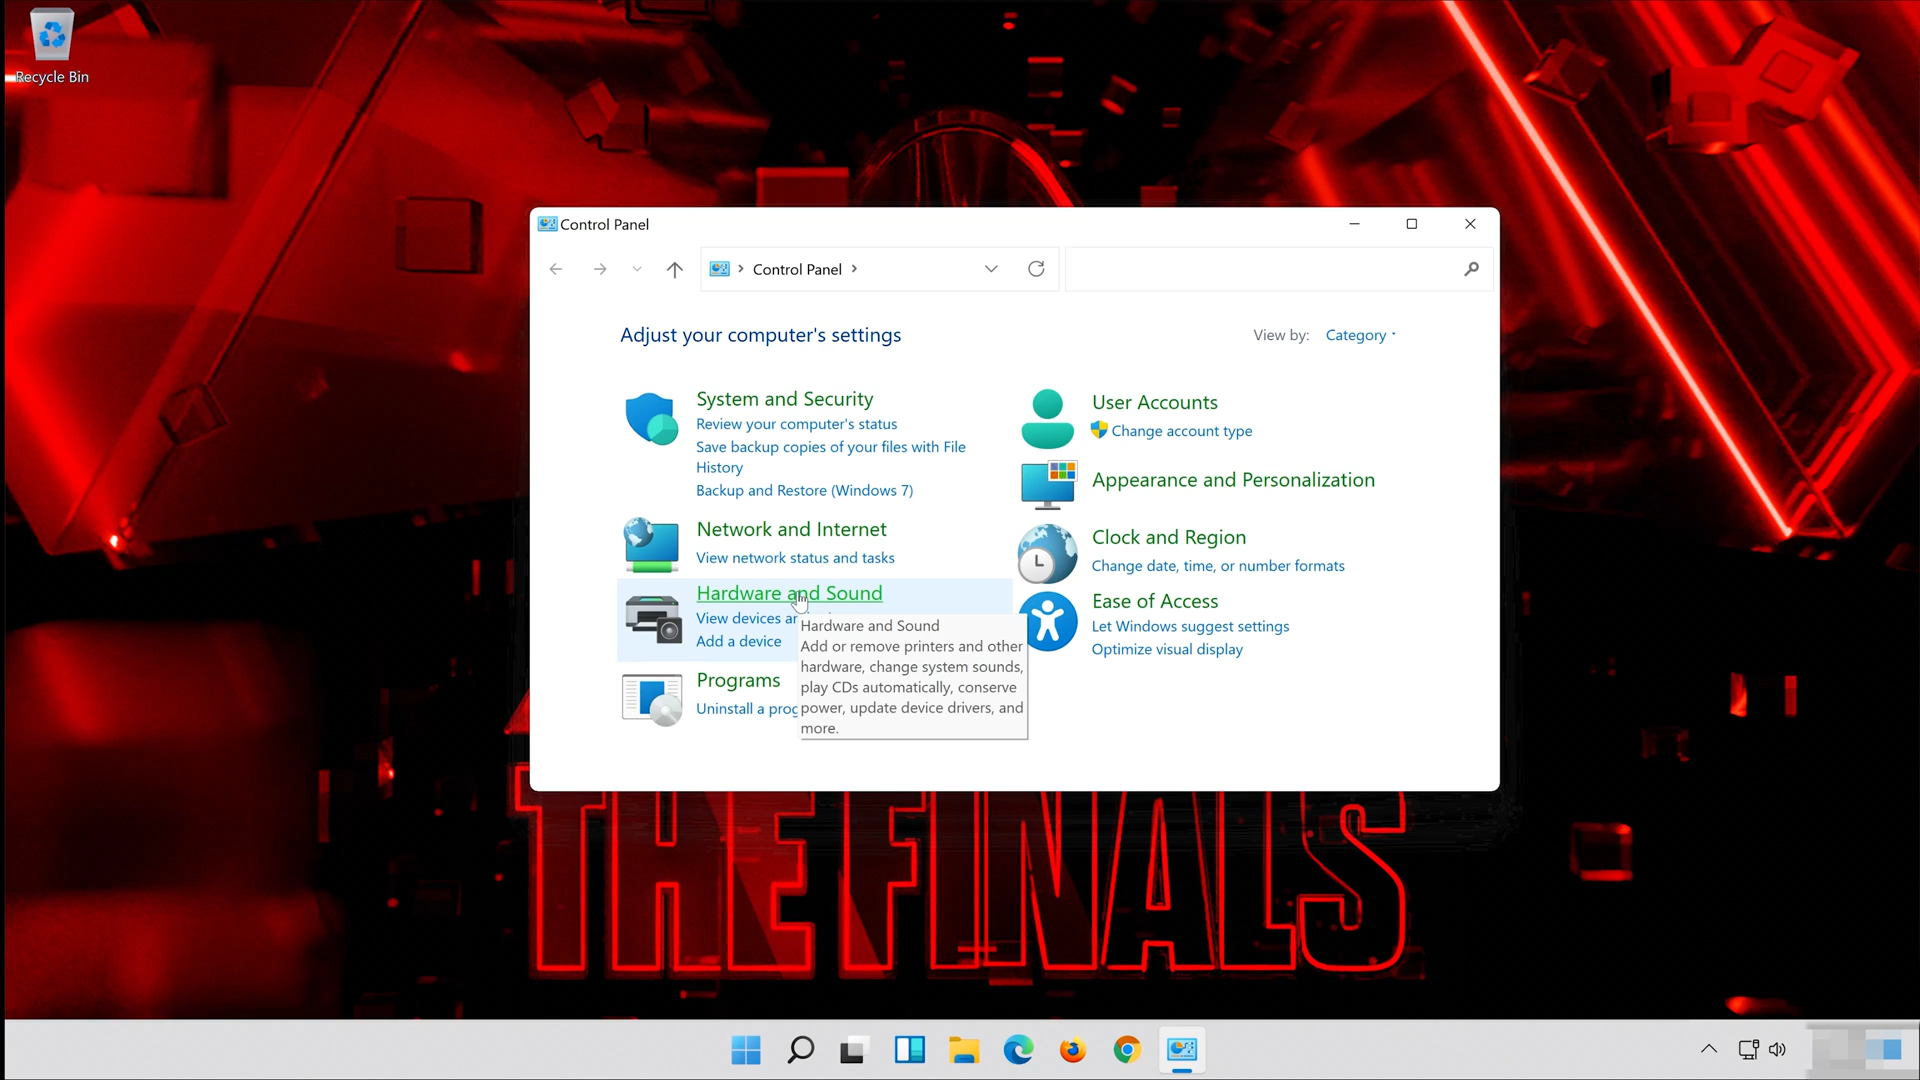 Recycle Bin
Control Panel
Control Panel
Adjust your computer's settings
View by: Category
System and Security
Review your computer's status
Save backup copies of your files with File
History
Backup and Restore (Windows 7)
Network and Internet
View network status and tasks
Hardware and Sound
View devices
Add a device
Programs
Uninstall a
Hardware and Sound
Add or remove printers and other
hardware, change system sounds,
play CDs automatically, conserve
power, update device drivers, and
more.
User Accounts
Change account type
Appearance and Personalization
Clock and Region
Change date, time, or number formats
Ease of Access
Let Windows suggest settings
Optimize visual display
THE FINALS